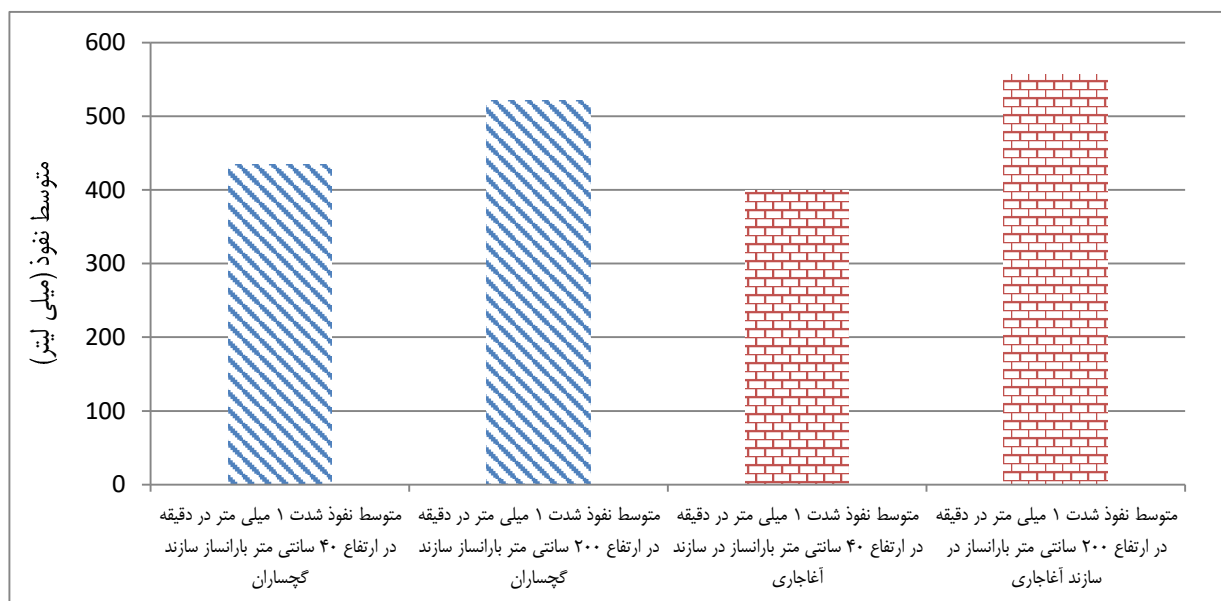 600
500
400
300
200
100
0
متوسط نفوذ (میلی لیتر)
متوسط نفوذ شدت ۱ میلی متر در دقیقه
در ارتفاع ۴۰ سانتی متر بارانساز سازند
گچساران
متوسط نفوذ شدت ۱ میلی متر در دقیقه
در ارتفاع ۲۰۰ سانتی متر بارانساز سازند
گچساران
متوسط نفوذ شدت ۱ میلی متر در دقیقه
در ارتفاع ۴۰ سانتی متر بارانساز در سازند
آغاجاری
متوسط نفوذ شدت ۱ میلی متر در دقیقه
در ارتفاع ۲۰۰ سانتی متر بارانساز در
سازند آغاجاری